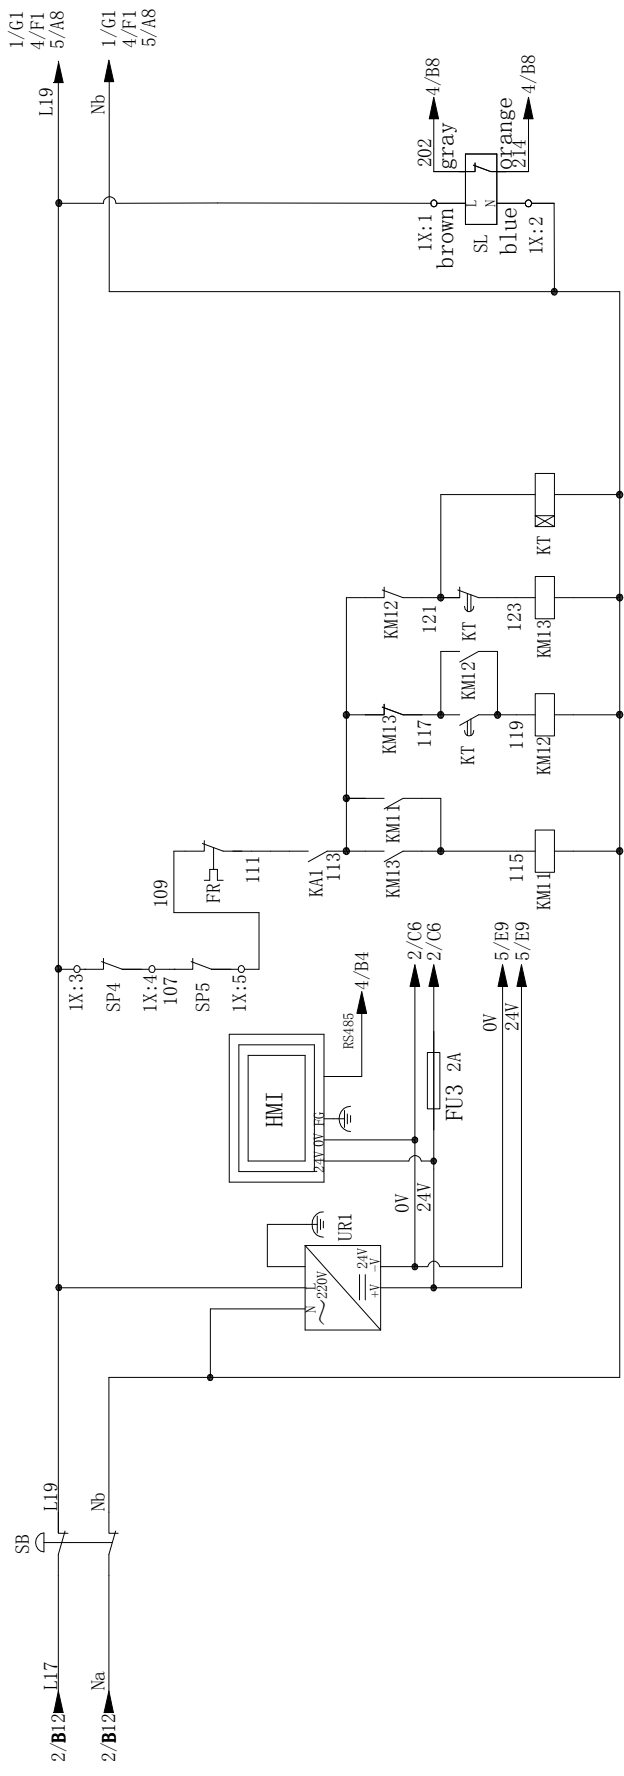 2/B12
L17
2/B12
Na
SB
L19
Nb
N
L
220V
24V
+V
-V
UR1
0V
24V
HMI
24V
0V
FG
RS485
4/B4
FU3
2A
2/C6
2/C6
0V
24V
5/E9
5/E9
1X:3
SP4
1X:4
107
SP5
1X:5
109
FR
111
KA1
113
KM13
KM11
115
KM11
KM13
117
KT
KM12
119
KM12
KM12
121
KT
123
KM13
KT
1X:1
brown
SL
blue
1X:2
L
N
202
gray
orange
214
4/B8
4/B8
L19
Nb
1/G1
4/F1
5/A8
1/G1
4/F1
5/A8